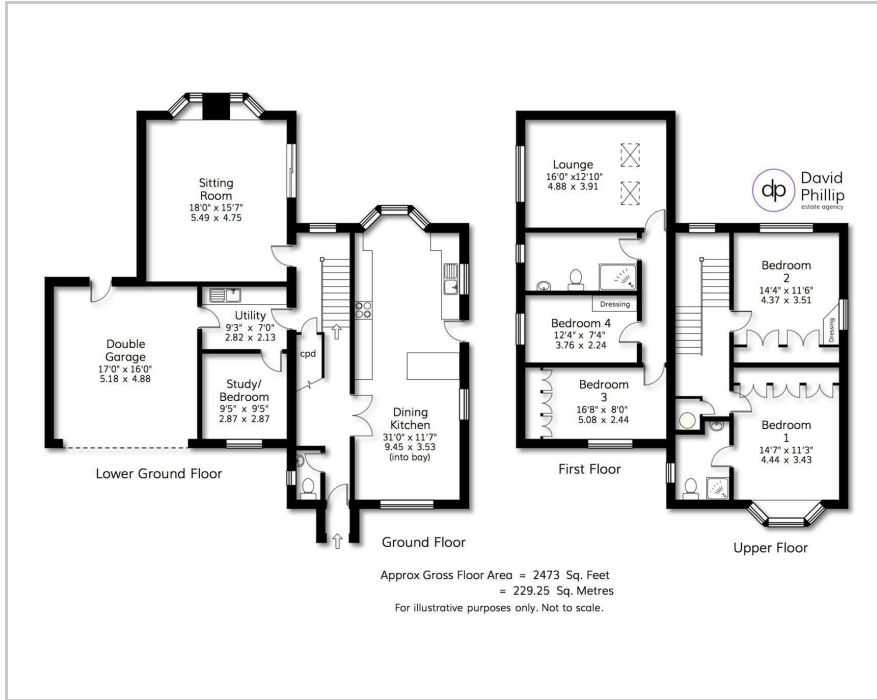 Sitting
Room
18'0" x 15'7"
5.49 x 4.75
Utility
9'3" x 7'0"
2.82 x 2.13
Double
Garage
17'0" x 16'0"
5.18 x 4.88
Study/
Bedroom
9'5" x 9'5"
2.87 x 2.87
cpd
Dining
Kitchen
31'0" x 11'7"
9.45 x 3.53
(into bay)
Lower Ground Floor
Ground Floor
Lounge
16'0" x12'10"
4.88 x 3.91
Dressing
Bedroom 4
12'4" x 7'4"
3.76 x 2.24
Bedroom
3
16'8" x 8'0"
5.08 x 2.44
First Floor
dp
David
Phillip
estate agency
Bedroom
2
14'4" x 11'6"
4.37 x 3.51
Dressing
Bedroom
1
14'7" x 11'3"
4.44 x 3.43
Upper Floor
Approx Gross Floor Area = 2473 Sq. Feet
= 229.25 Sq. Metres
For illustrative purposes only. Not to scale.